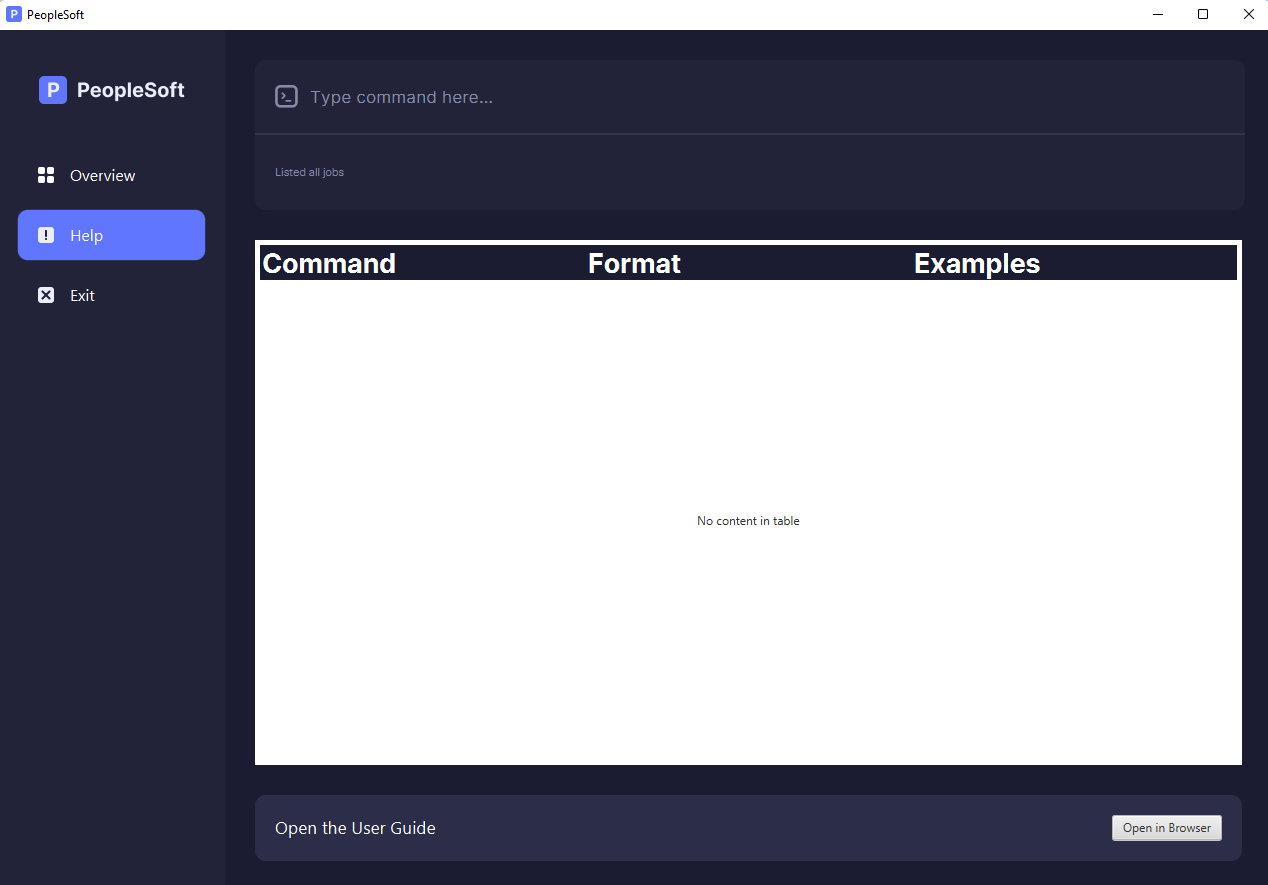 P PeopleSoft
P PeopleSoft
Overview
Help
Exit
Type command here...
Listed all jobs
Command Format Examples
No content in table
Open the User Guide Open in Browser